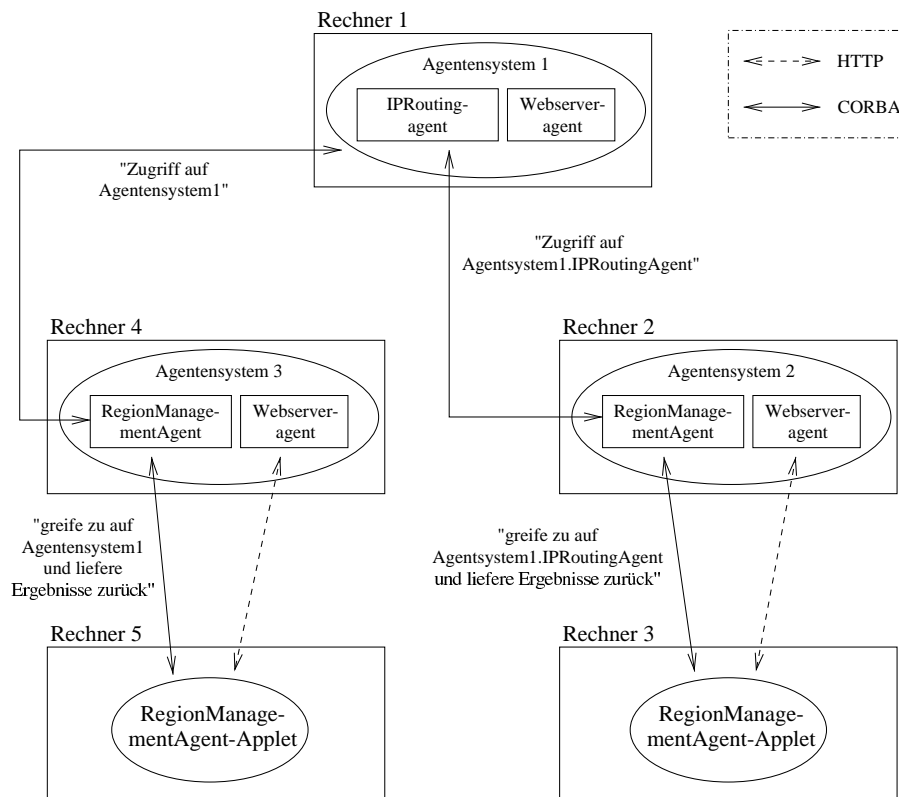 Rechner 1
Agentensystem 1
IPRouting-
agent
Webserver-
agent
HTTP
CORBA
"Zugriff auf
Agentensystem1"
"Zugriff auf
Agentsystem1.IPRoutingAgent"
Rechner 4
Agentensystem 3
RegionManage-
mentAgent
Webserver-
agent
Rechner 2
Agentensystem 2
RegionManage-
mentAgent
Webserver-
agent
"greife zu auf
Agentensystem1
und liefere
Ergebnisse zurück"
"greife zu auf
Agentsystem1.IPRoutingAgent
und liefere Ergebnisse zurück"
Rechner 5
RegionManage-
mentAgent-Applet
Rechner 3
RegionManage-
mentAgent-Applet